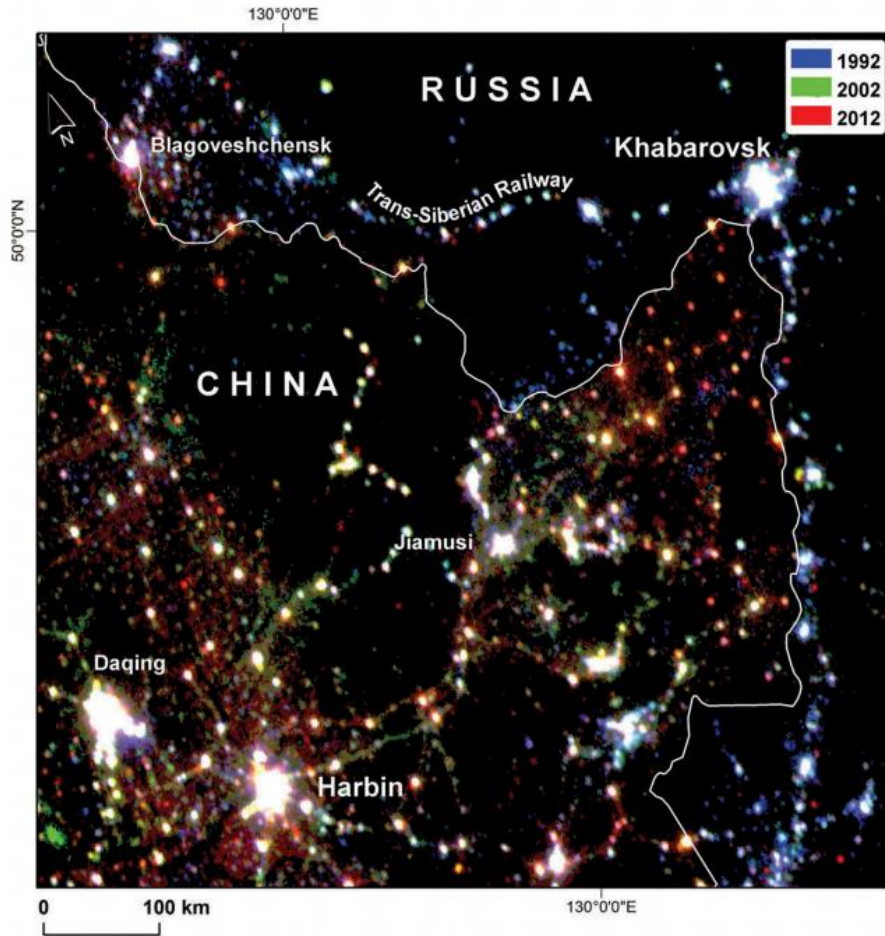 130°0'0"E
RUSSIA
1992
2002
2012
N
Blagoveshchensk
Khabarovsk
Trans-Siberian Railway
50°0'0"N
CHINA
Jiamusi
Daqing
Harbin
0 100 km
130°0'0"E